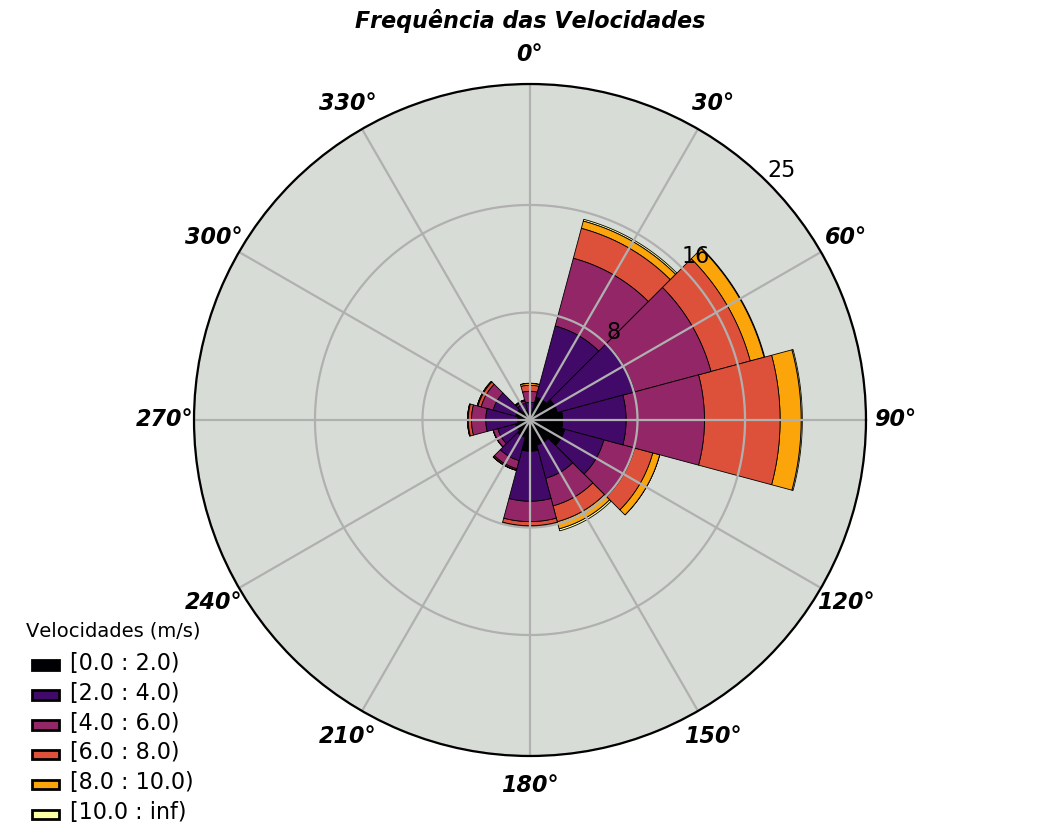 Frequência das Velocidades
0°
330°
30°
25
300°
60°
16
8
270°
90°
240°
120°
210°
150°
180°
Velocidades (m/s)
[0.0 : 2.0)
[2.0 : 4.0)
[4.0 : 6.0)
[6.0 : 8.0)
[8.0 : 10.0)
[10.0 : inf)